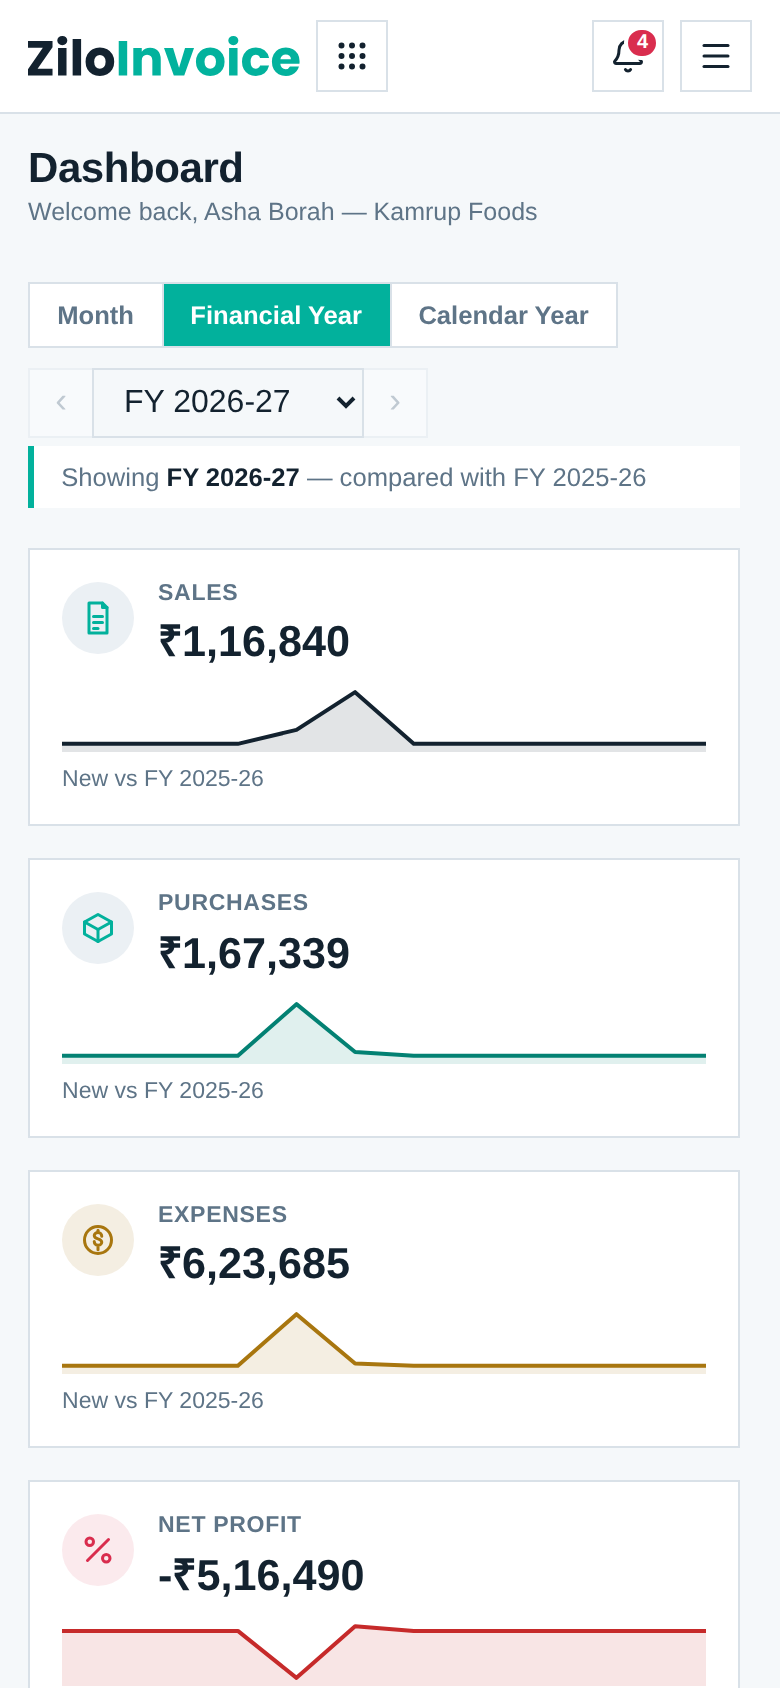 ZiloInvoice
4
Dashboard
Welcome back, Asha Borah — Kamrup Foods
Month Financial Year Calendar Year
‹ FY 2026-27 ›
Showing FY 2026-27 — compared with FY 2025-26
SALES
₹1,16,840
New vs FY 2025-26
PURCHASES
₹1,67,339
New vs FY 2025-26
EXPENSES
₹6,23,685
New vs FY 2025-26
NET PROFIT
-₹5,16,490